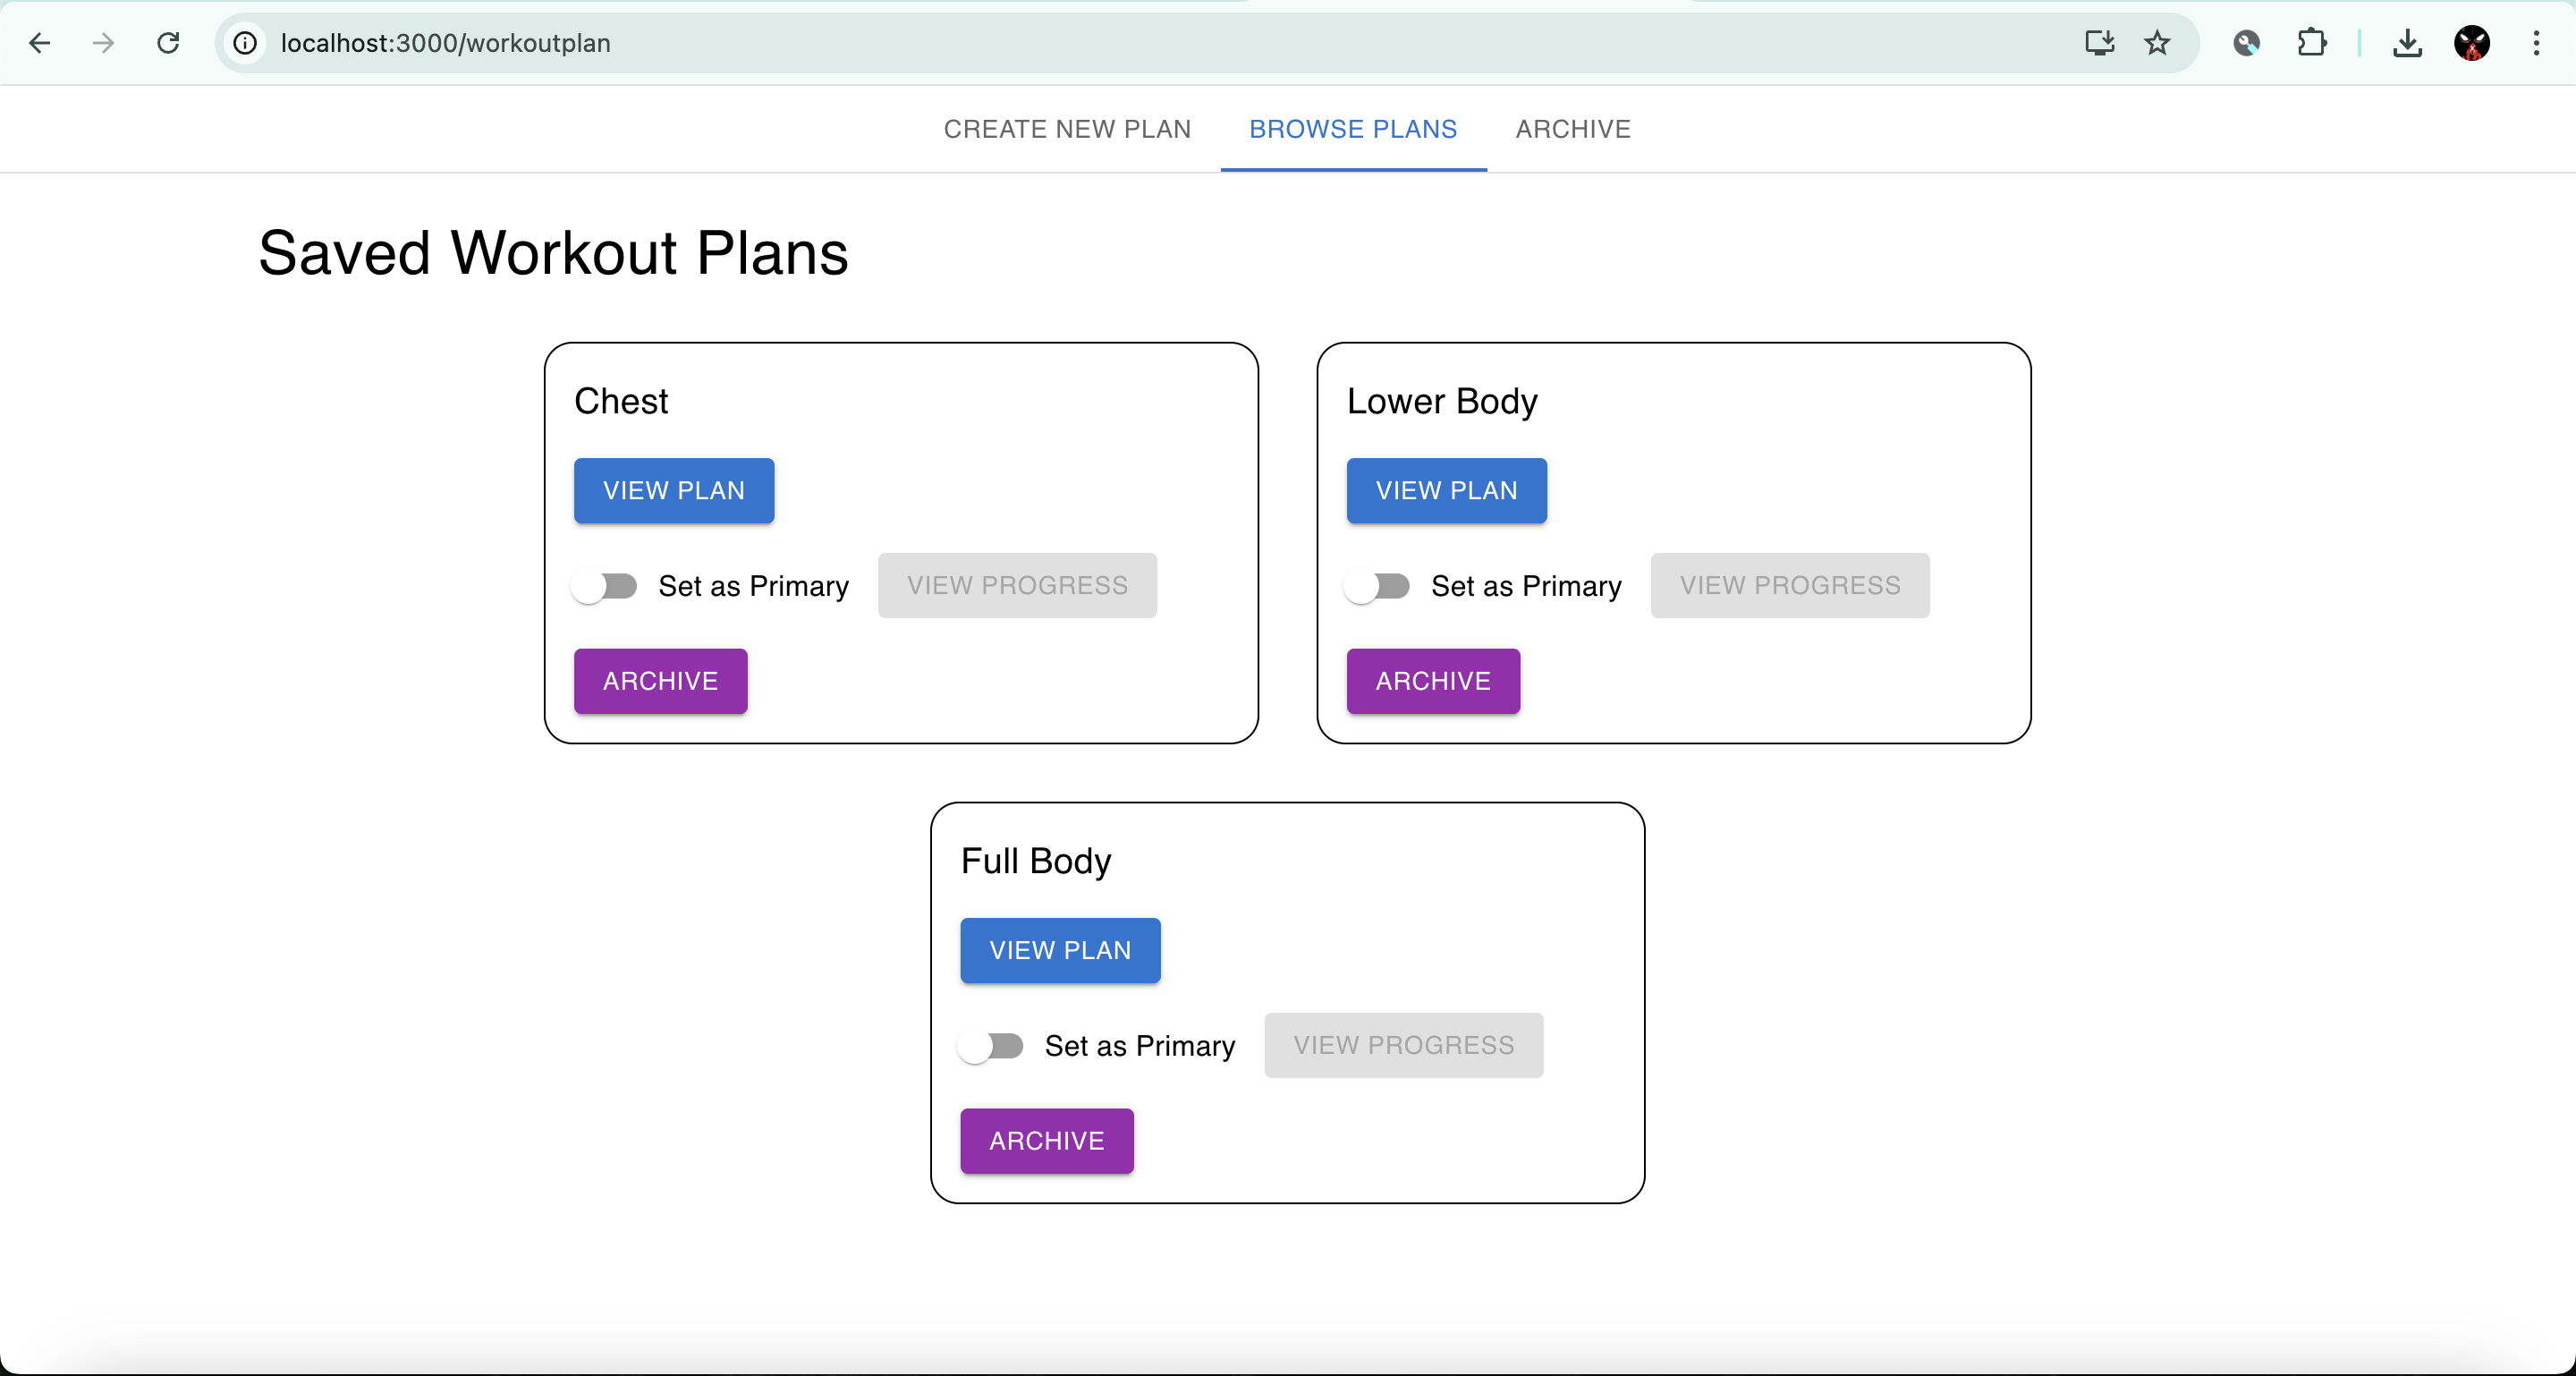 localhost:3000/workoutplan
CREATE NEW PLAN BROWSE PLANS ARCHIVE
Saved Workout Plans
Chest
VIEW PLAN
Set as Primary VIEW PROGRESS
ARCHIVE
Lower Body
VIEW PLAN
Set as Primary VIEW PROGRESS
ARCHIVE
Full Body
VIEW PLAN
Set as Primary VIEW PROGRESS
ARCHIVE